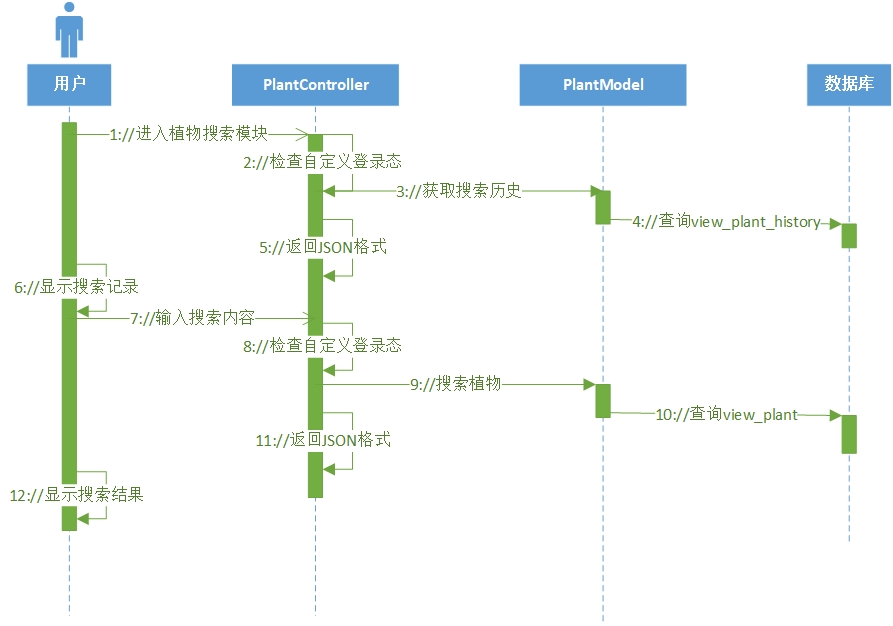 用户
PlantController
PlantModel
数据库
1://进入植物搜索模块
2://检查自定义登录态
3://获取搜索历史
4://查询view_plant_history
5://返回JSON格式
6://显示搜索记录
7://输入搜索内容
8://检查自定义登录态
9://搜索植物
10://查询view_plant
11://返回JSON格式
12://显示搜索结果